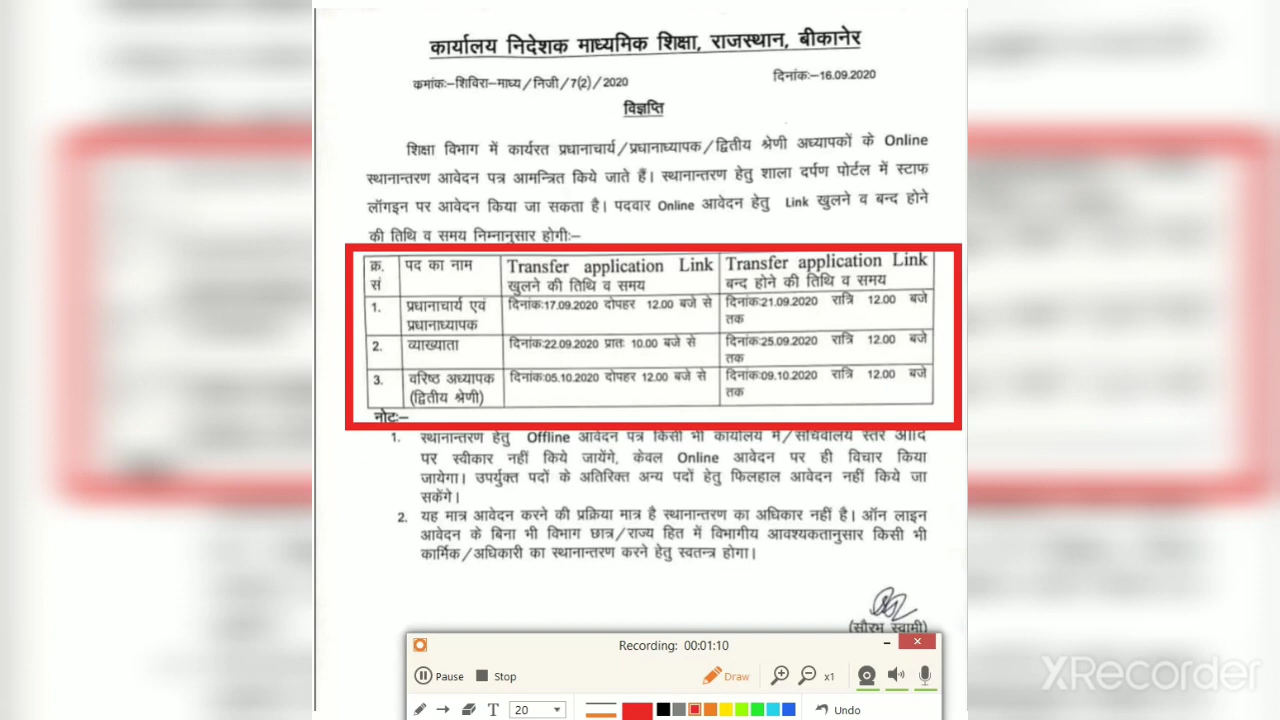 कार्यालय निदेशक माध्यमिक शिक्षा, राजस्थान, बीकानेर
कमांकः–शिविरा–माध्य/निजी/7(2)/2020 दिनांकः–16.09.2020
विज्ञप्ति
शिक्षा विभाग में कार्यरत प्रधानाचार्य/प्रधानाध्यापक/द्वितीय श्रेणी अध्यापकों के Online
स्थानान्तरण आवेदन पत्र आमन्त्रित किये जाते हैं। स्थानान्तरण हेतु शाला दर्पण पोर्टल में स्टाफ
लॉगइन पर आवेदन किया जा सकता है। पदवार Online आवेदन हेतु Link खुलने व बन्द होने
की तिथि व समय निम्नानुसार होगीः–
क्र. सं पद का नाम Transfer application Link खुलने की तिथि व समय Transfer application Link बन्द होने की तिथि व समय
1. प्रधानाचार्य एवं प्रधानाध्यापक दिनांक:17.09.2020 दोपहर 12.00 बजे से दिनांक:21.09.2020 रात्रि 12.00 बजे तक
2. व्याख्याता दिनांक:22.09.2020 प्रातः 10.00 बजे से दिनांक:25.09.2020 रात्रि 12.00 बजे तक
3. वरिष्ठ अध्यापक (द्वितीय श्रेणी) दिनांक:05.10.2020 दोपहर 12.00 बजे से दिनांक:09.10.2020 रात्रि 12.00 बजे तक
नोटः–
1. स्थानान्तरण हेतु Offline आवेदन पत्र किसी भी कार्यालय में/सचिवालय स्तर आदि
पर स्वीकार नहीं किये जायेंगे, केवल Online आवेदन पर ही विचार किया
जायेगा। उपर्युक्त पदों के अतिरिक्त अन्य पदों हेतु फिलहाल आवेदन नहीं किये जा
सकेंगे।
2. यह मात्र आवेदन करने की प्रक्रिया मात्र है स्थानान्तरण का अधिकार नहीं है। ऑन लाइन
आवेदन के बिना भी विभाग छात्र/राज्य हित में विभागीय आवश्यकतानुसार किसी भी
कार्मिक/अधिकारी का स्थानान्तरण करने हेतु स्वतन्त्र होगा।
(सौरभ स्वामी)
Recording: 00:01:10
Pause Stop Draw x1
T 20 Undo
XRecorder